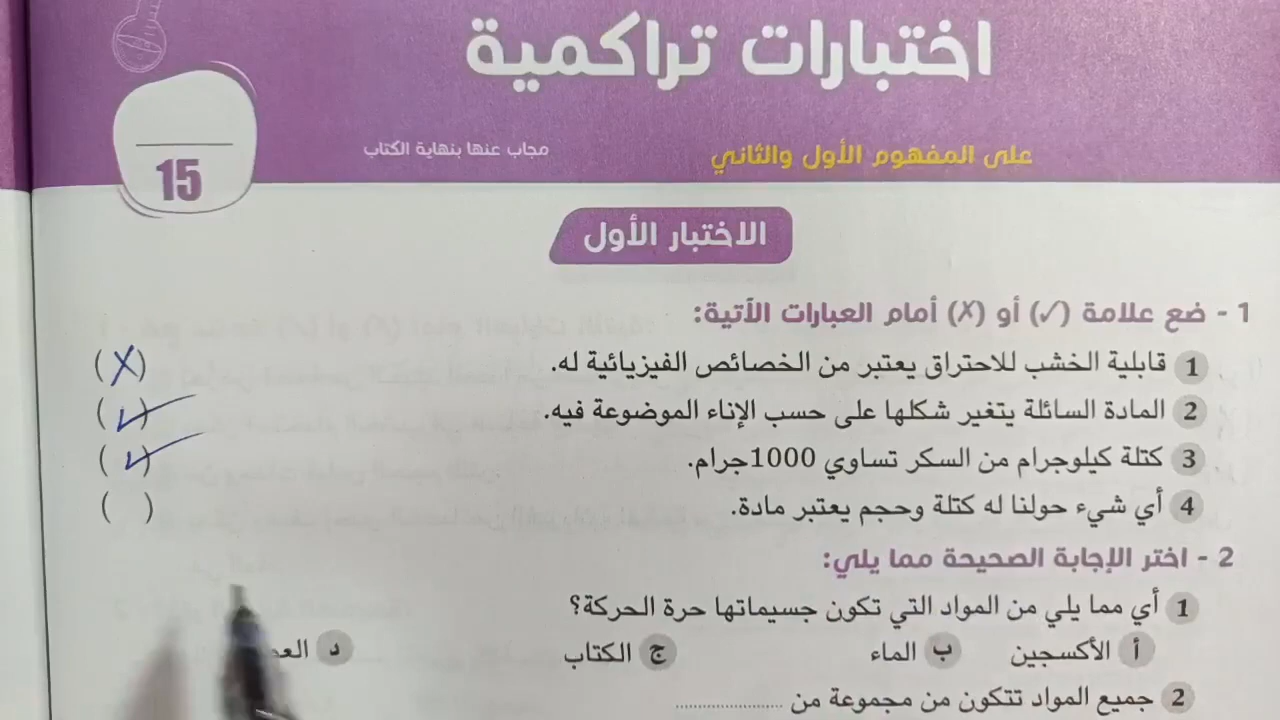 اختبارات تراكمية
على المفهوم الأول والثاني
مجاب عنها بنهاية الكتاب
15
الاختبار الأول
1 - ضع علامة (✓) أو (✗) أمام العبارات الآتية:
1 قابلية الخشب للاحتراق يعتبر من الخصائص الفيزيائية له. (✗)
2 المادة السائلة يتغير شكلها على حسب الإناء الموضوعة فيه. (✓)
3 كتلة كيلوجرام من السكر تساوي 1000جرام. (✓)
4 أي شيء حولنا له كتلة وحجم يعتبر مادة. ( )
2 - اختر الإجابة الصحيحة مما يلي:
1 أي مما يلي من المواد التي تكون جسيماتها حرة الحركة؟
أ الأكسجين ب الماء ج الكتاب د
2 جميع المواد تتكون من مجموعة من ....................